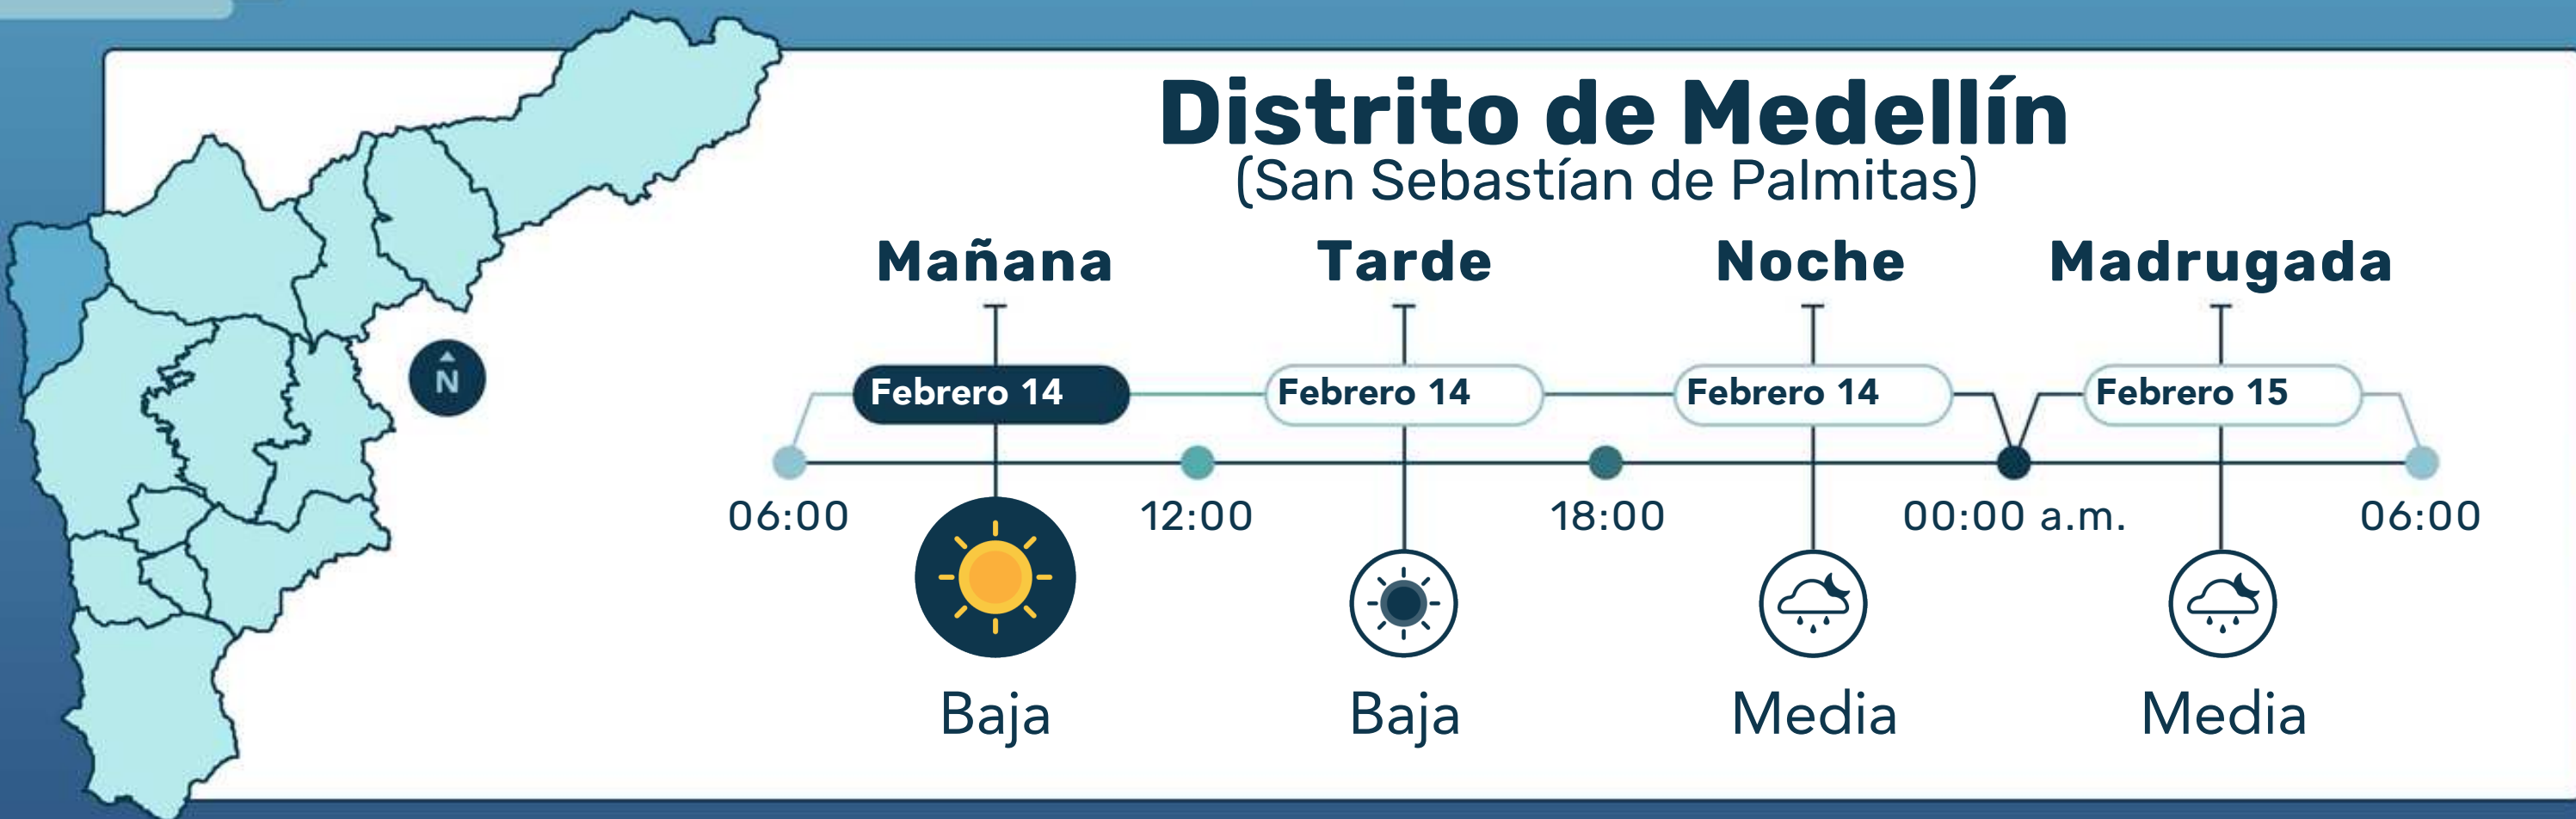 Distrito de Medellín
(San Sebastían de Palmitas)
Mañana Tarde Noche Madrugada
N
Febrero 14 Febrero 14 Febrero 14 Febrero 15
06:00 12:00 18:00 00:00 a.m. 06:00
Baja Baja Media Media